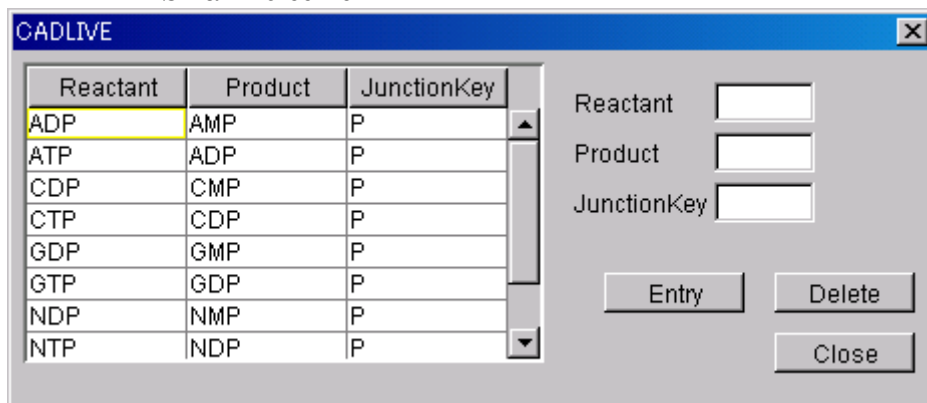 CADLIVE
Reactant Product JunctionKey
ADP AMP P
ATP ADP P
CDP CMP P
CTP CDP P
GDP GMP P
GTP GDP P
NDP NMP P
NTP NDP P
Reactant
Product
JunctionKey
Entry Delete
Close